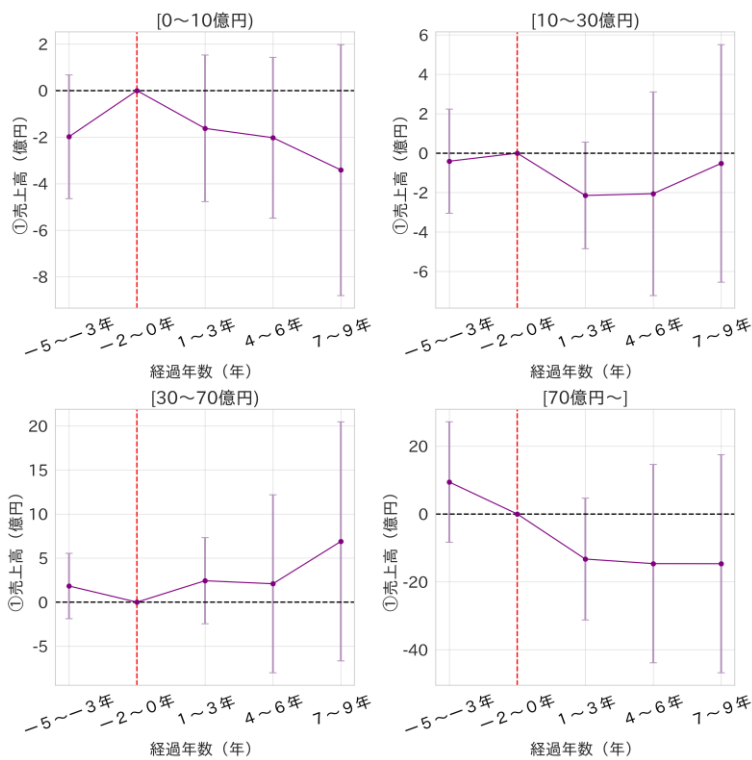 [0～10億円)
2
0
-2
-4
-6
-8
①売上高（億円）
－5～－3年
－2～0年
1～3年
4～6年
7～9年
経過年数（年）
[10～30億円)
6
4
2
0
-2
-4
-6
①売上高（億円）
－5～－3年
－2～0年
1～3年
4～6年
7～9年
経過年数（年）
[30～70億円)
20
15
10
5
0
-5
①売上高（億円）
－5～－3年
－2～0年
1～3年
4～6年
7～9年
経過年数（年）
[70億円～]
20
0
-20
-40
①売上高（億円）
－5～－3年
－2～0年
1～3年
4～6年
7～9年
経過年数（年）